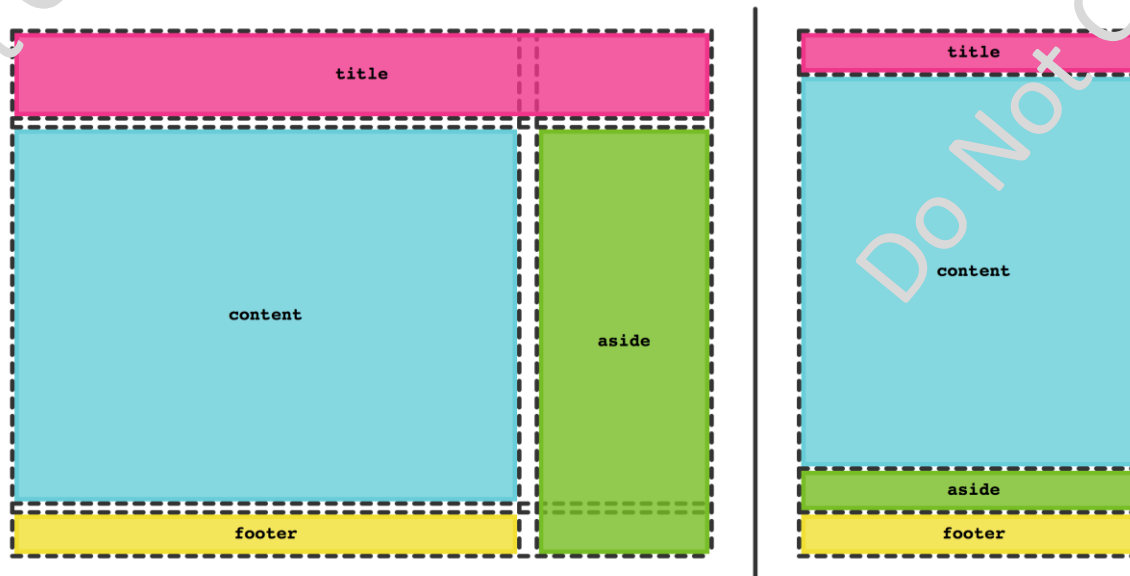 title
content
aside
footer
title
content
aside
footer
Do Not